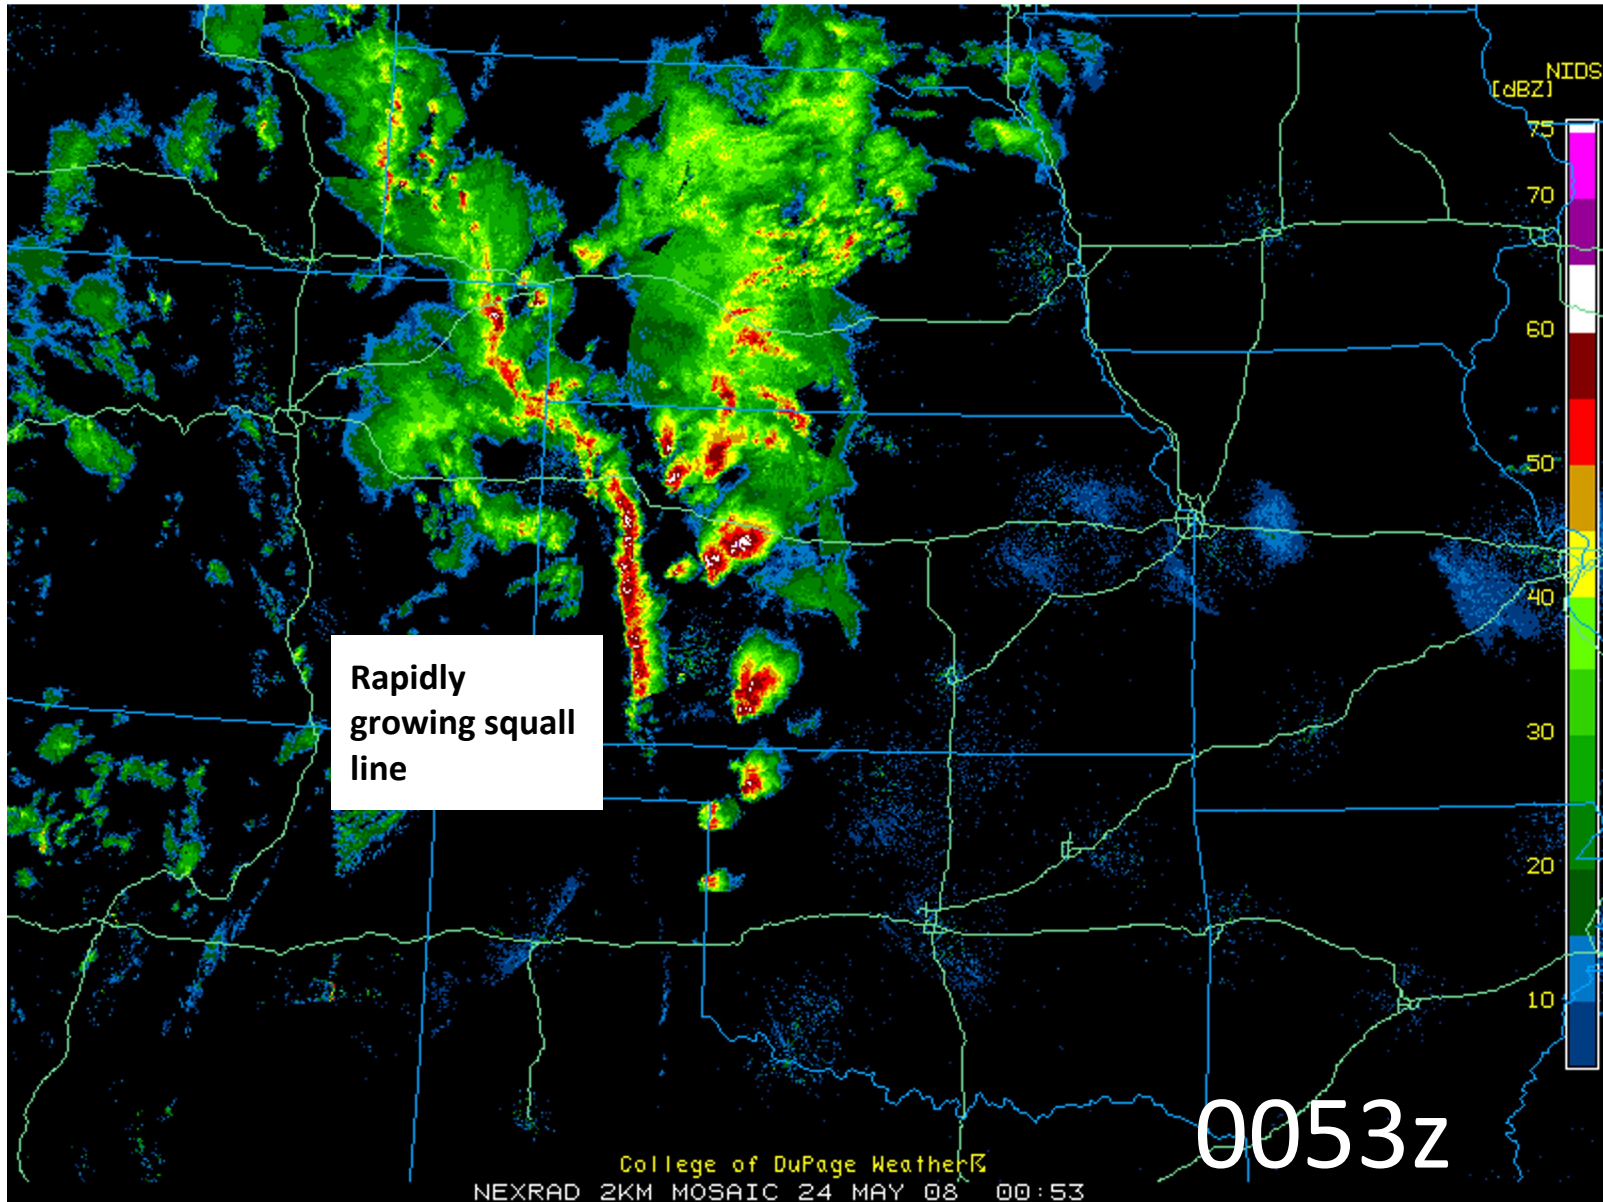 NIDS
[dBZ]
75
70
60
50
40
30
20
10
Rapidly
growing squall
line
0053z
College of DuPage Weather
NEXRAD 2KM MOSAIC 24 MAY 08 00:53